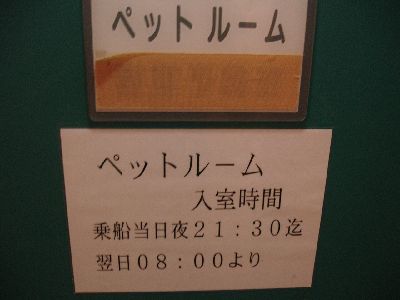 ペットルーム
ペットルーム
入室時間
乗船当日夜21：30迄
翌日08：00より